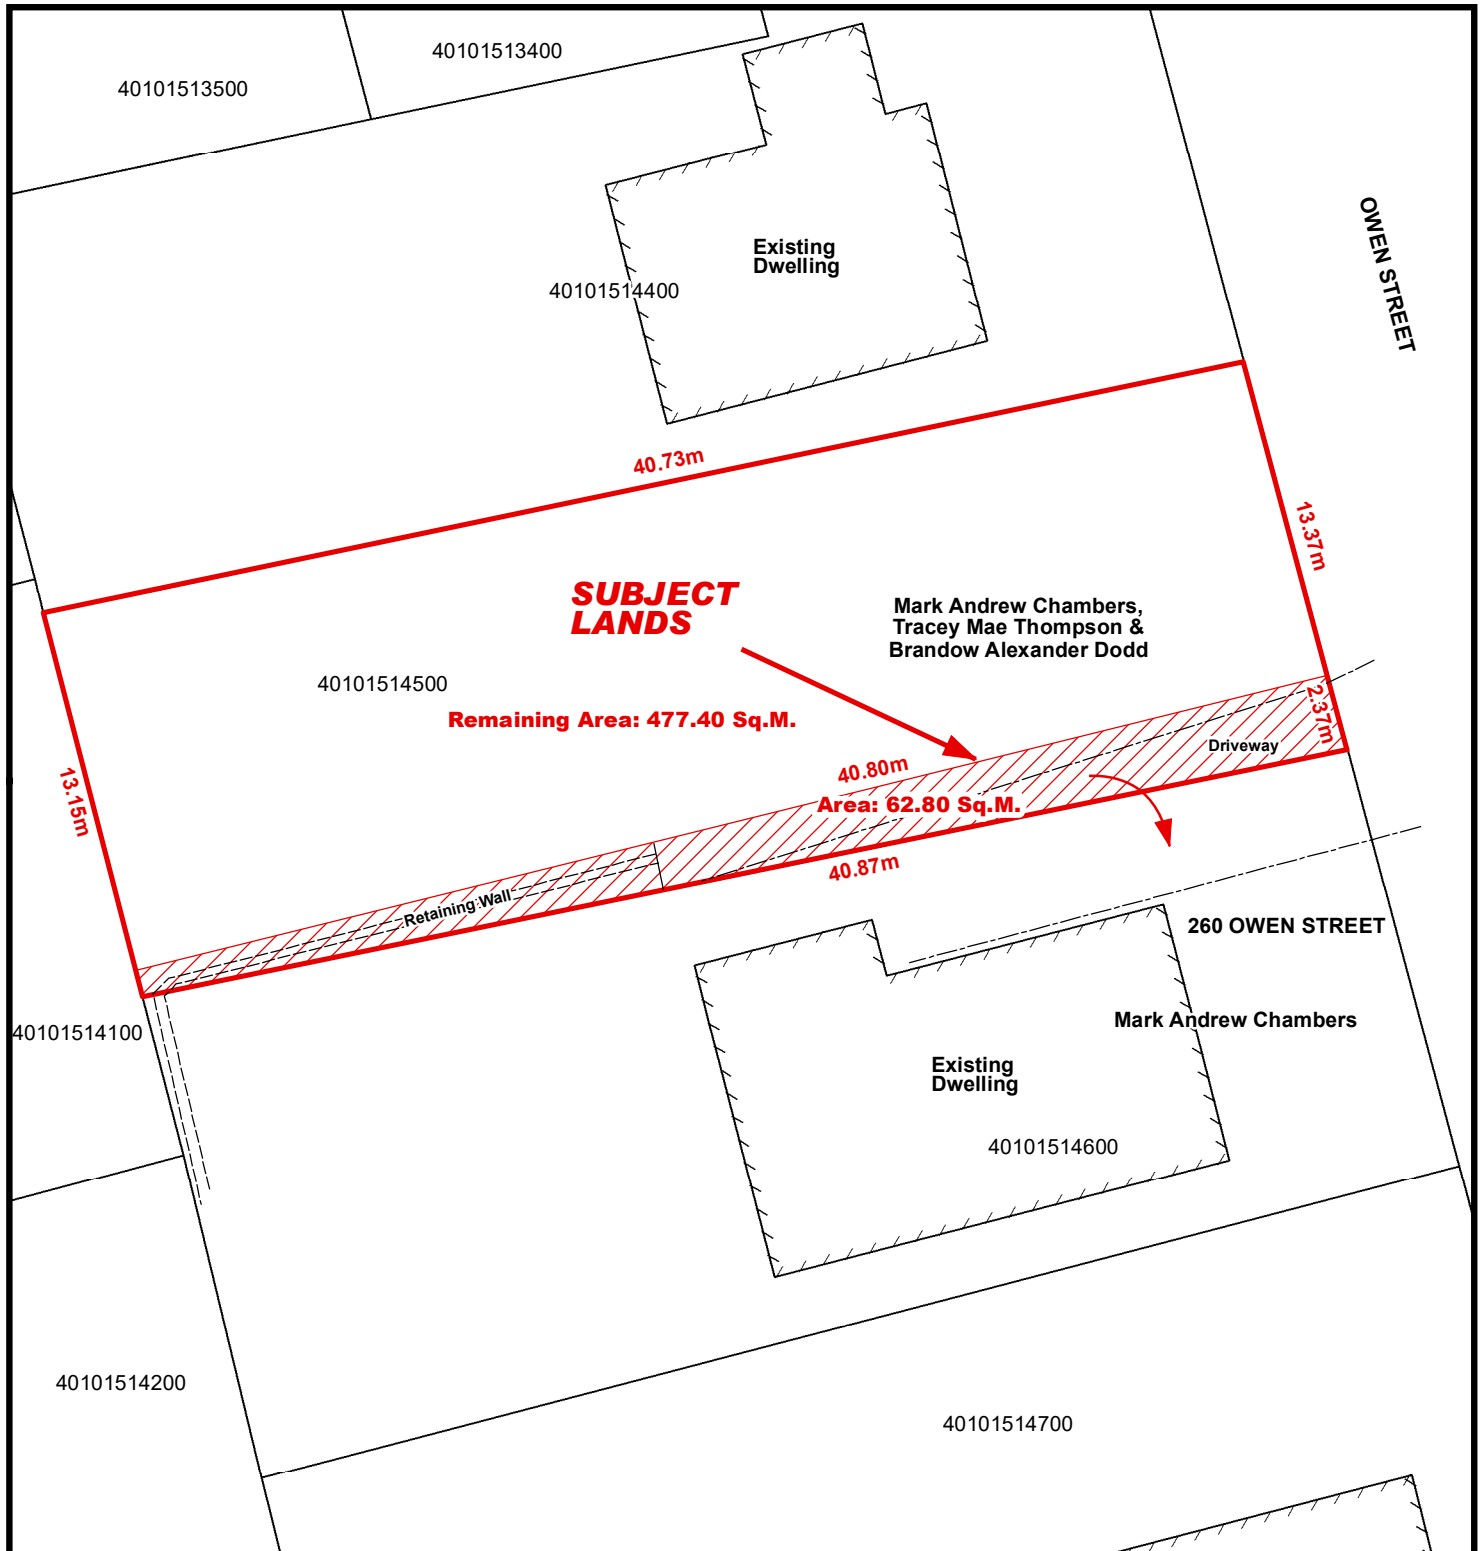 40101513400
40101513500
OWEN STREET
Existing
Dwelling
40101514400
40.73m
13.37m
SUBJECT
LANDS
Mark Andrew Chambers,
Tracey Mae Thompson &
Brandow Alexander Dodd
40101514500
Remaining Area: 477.40 Sq.M.
2.37m
Driveway
13.15m
40.80m
Area: 62.80 Sq.M.
40.87m
Retaining Wall
260 OWEN STREET
40101514100
Mark Andrew Chambers
Existing
Dwelling
40101514600
40101514200
40101514700